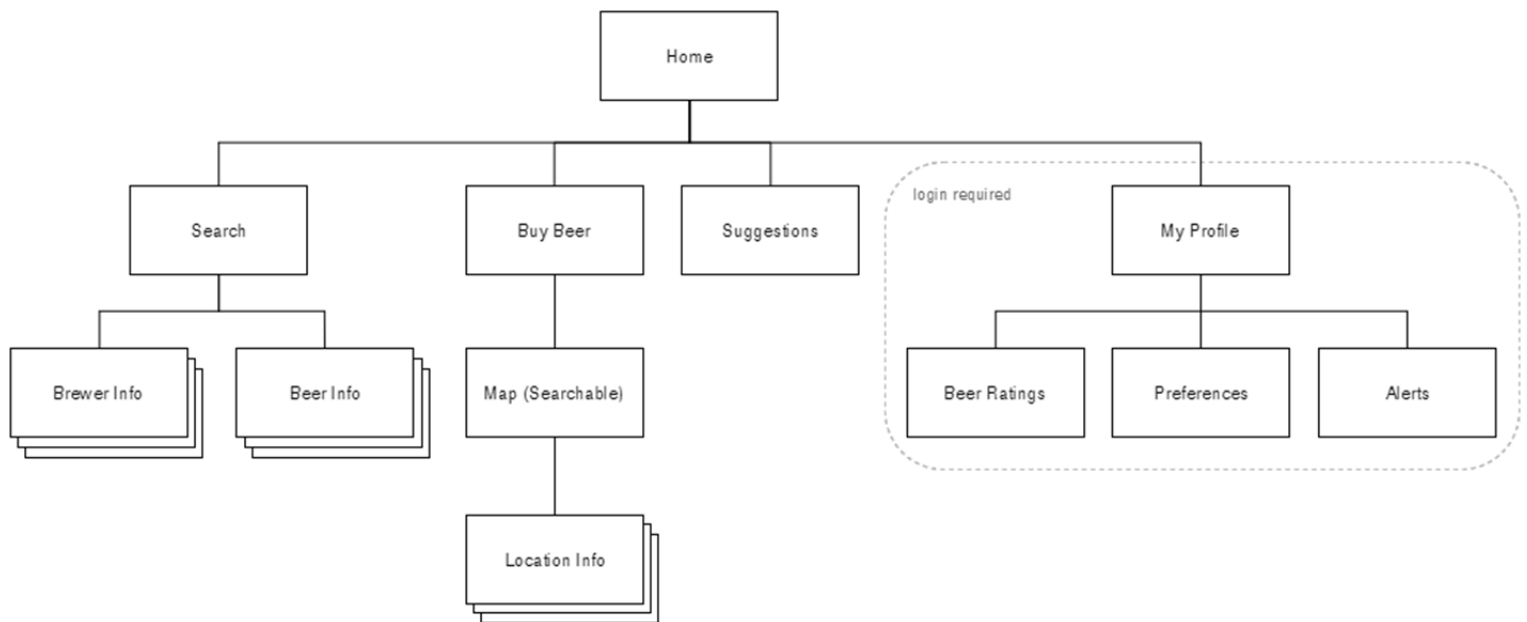 Home
login required
Search
Buy Beer
Suggestions
My Profile
Brewer Info
Beer Info
Map (Searchable)
Beer Ratings
Preferences
Alerts
Location Info